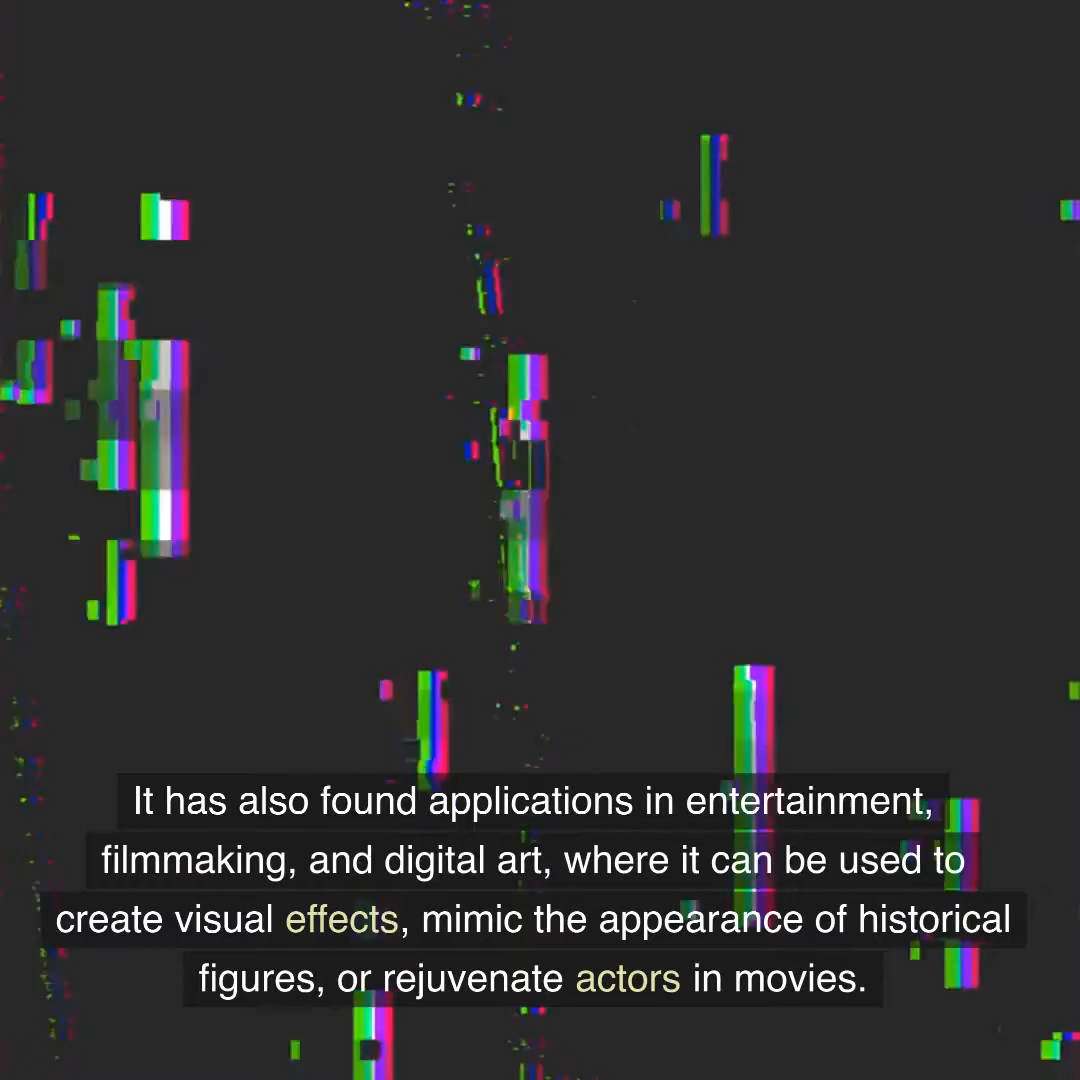 It has also found applications in entertainment,
filmmaking, and digital art, where it can be used to
create visual effects, mimic the appearance of historical
figures, or rejuvenate actors in movies.